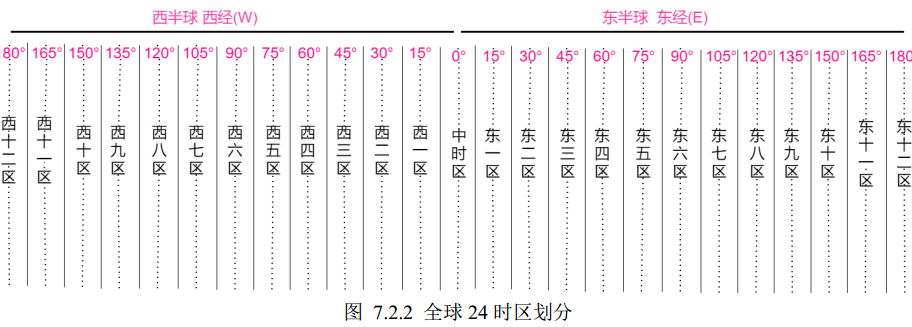 西半球 西经(W)
东半球 东经(E)
180° 165° 150° 135° 120° 105° 90° 75° 60° 45° 30° 15° 0° 15° 30° 45° 60° 75° 90° 105° 120° 135° 150° 165° 180
西十二区
西十一区
西十区
西九区
西八区
西七区
西六区
西五区
西四区
西三区
西二区
西一区
中时区
东一区
东二区
东三区
东四区
东五区
东六区
东七区
东八区
东九区
东十区
东十一区
东十二区
图 7.2.2 全球 24 时区划分